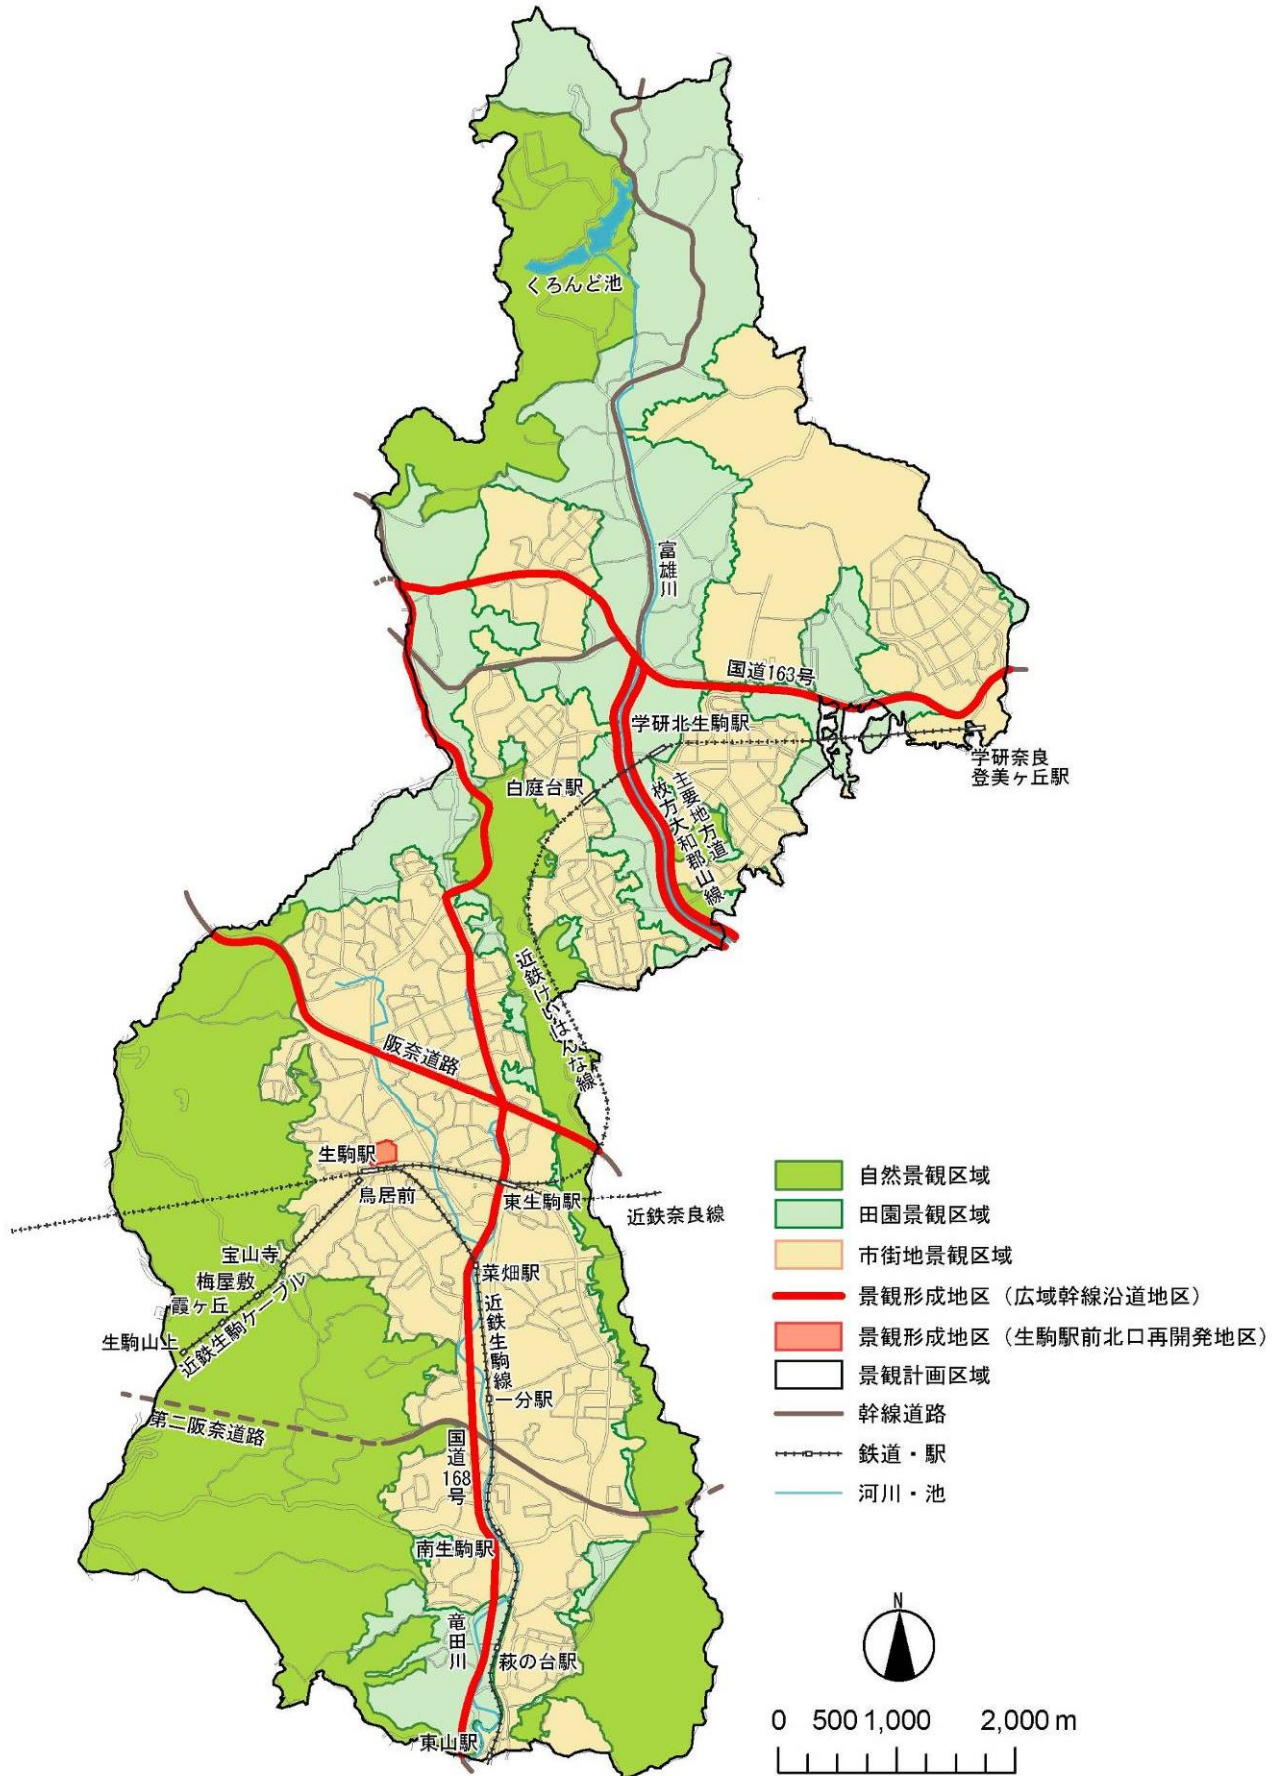 くろんど池
富雄川
国道163号
学研北生駒駅
学研奈良
登美ヶ丘駅
白庭台駅
主要地方道
枚方大和郡山線
近鉄けいはんな線
阪奈道路
生駒駅
鳥居前
東生駒駅
近鉄奈良線
宝山寺
梅屋敷
霞ヶ丘
生駒山上
近鉄生駒ケーブル
菜畑駅
近鉄生駒線
一分駅
第二阪奈道路
国道
168
号
南生駒駅
竜田川
萩の台駅
東山駅
自然景観区域
田園景観区域
市街地景観区域
景観形成地区（広域幹線沿道地区）
景観形成地区（生駒駅前北口再開発地区）
景観計画区域
幹線道路
鉄道・駅
河川・池
N
0 500 1,000 2,000 m